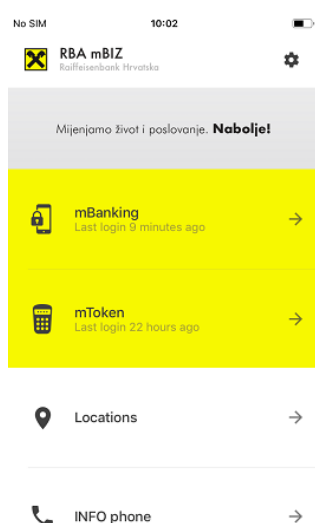 No SIM 10:02
RBA mBIZ
Raiffeisenbank Hrvatska
Mijenjamo život i poslovanje. Nabolje!
mBanking
Last login 9 minutes ago
mToken
Last login 22 hours ago
Locations
INFO phone